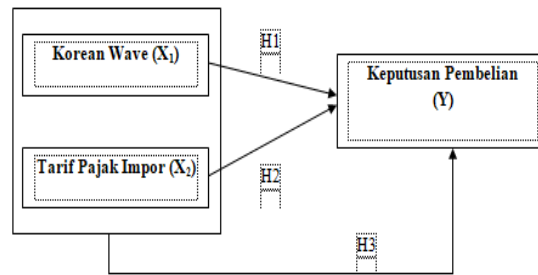 Korean Wave (X₁)
H1
Keputusan Pembelian
(Y)
Tarif Pajak Impor (X₂)
H2
H3